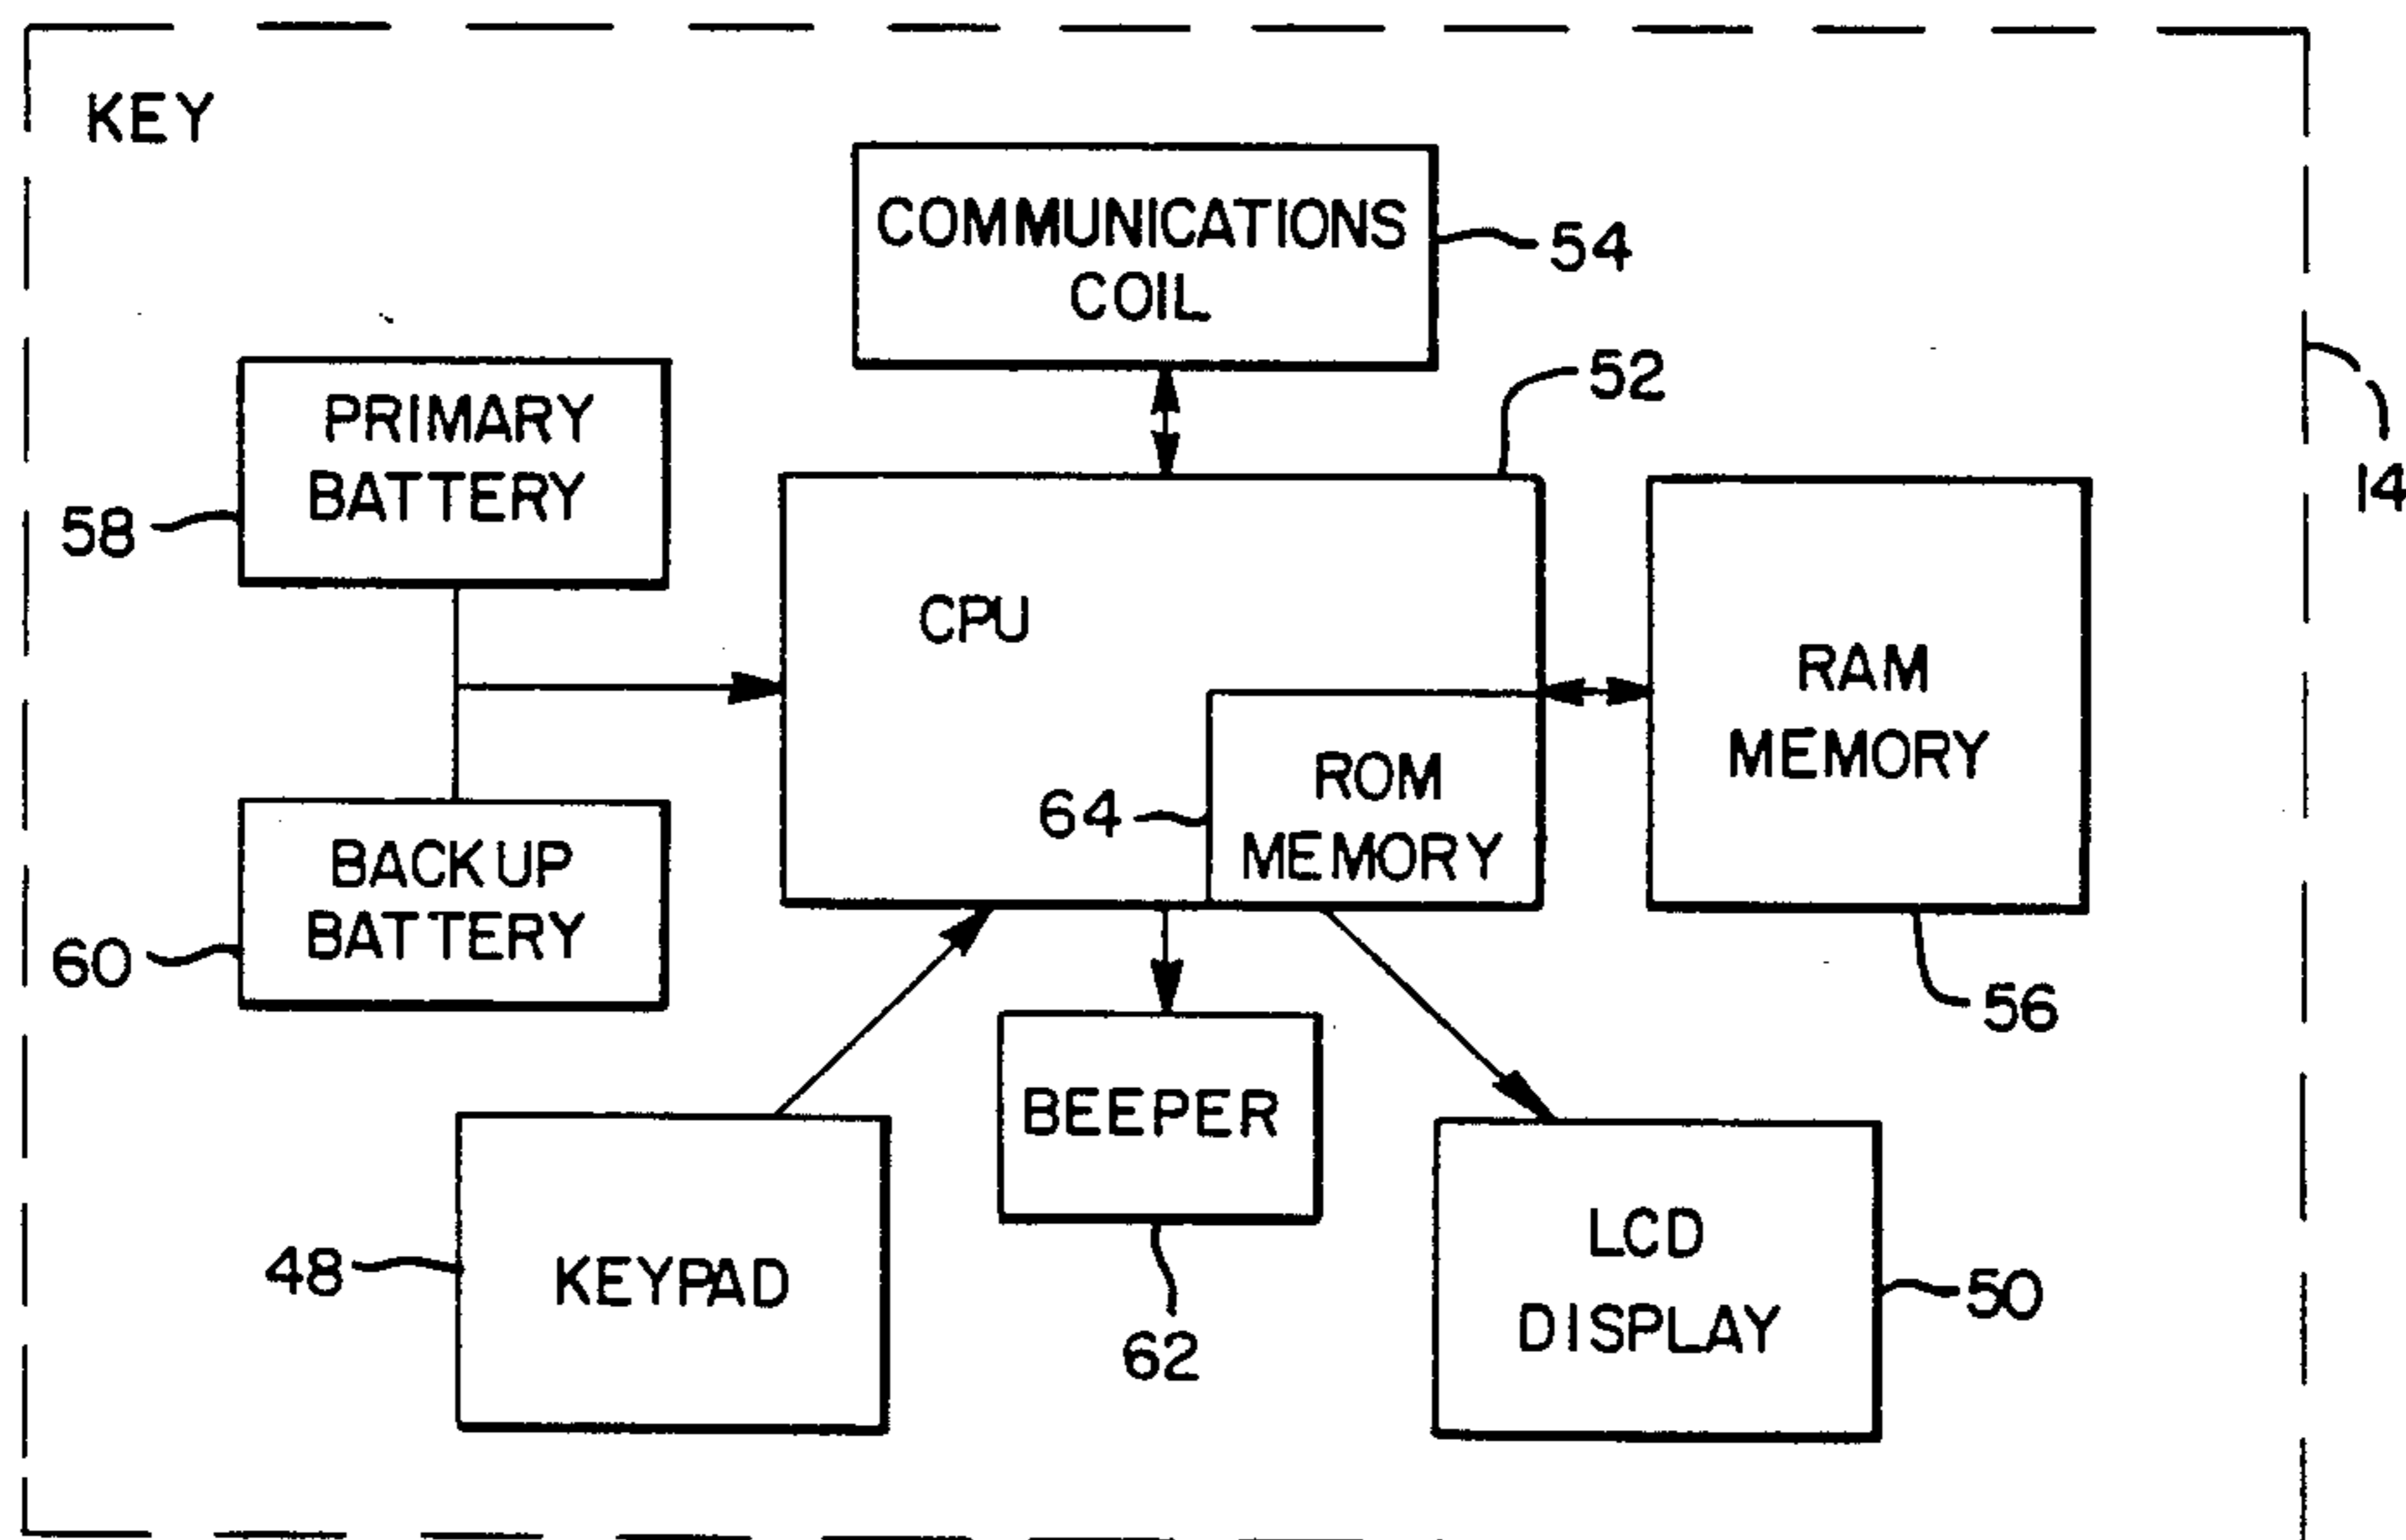 KEY
COMMUNICATIONS
COIL
54
52
14
PRIMARY
BATTERY
58
CPU
RAM
MEMORY
56
ROM
MEMORY
64
BACKUP
BATTERY
60
KEYPAD
48
BEEPER
62
LCD
DISPLAY
50